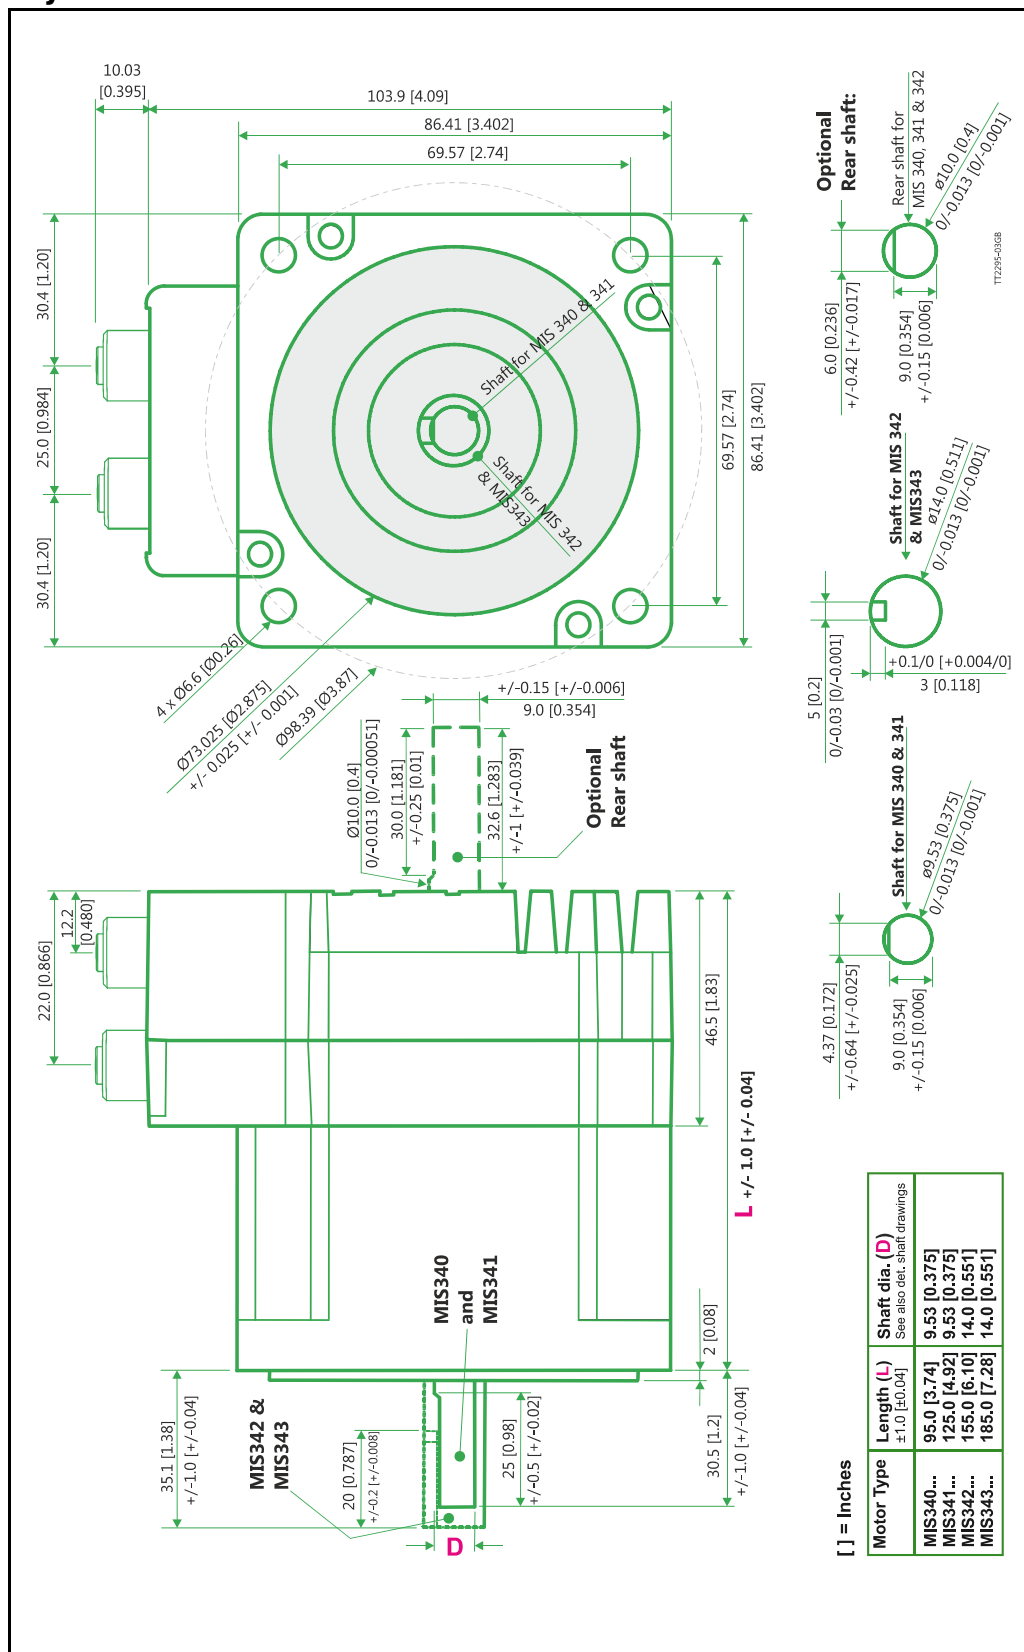 10.03
[0.395]
103.9 [4.09]
86.41 [3.402]
69.57 [2.74]
30.4 [1.20]
25.0 [0.984]
30.4 [1.20]
Shaft for MIS 340 & 341
Shaft for MIS 342
& MIS343
69.57 [2.74]
86.41 [3.402]
4 x Ø6.6 [Ø0.26]
Ø73.025 [Ø2.875]
+/- 0.025 [+/- 0.001]
Ø98.39 [Ø3.87]
Optional
Rear shaft:
Rear shaft for
MIS 340, 341 & 342
ø10.0 [0.4]
0/-0.013 [0/-0.001]
6.0 [0.236]
+/-0.42 [+/-0.017]
9.0 [0.354]
+/-0.15 [0.006]
TT2295-03GB
Shaft for MIS 342
& MIS343
ø14.0 [0.511]
0/-0.013 [0/-0.001]
5 [0.2]
0/-0.03 [0/-0.001]
+0.1/0 [+0.004/0]
3 [0.118]
Shaft for MIS 340 & 341
ø9.53 [0.375]
0/-0.013 [0/-0.001]
4.37 [0.172]
+/-0.64 [+/-0.025]
9.0 [0.354]
+/-0.15 [0.006]
+/-0.15 [+/-0.006]
9.0 [0.354]
Ø10.0 [0.4]
0/-0.013 [0/-0.00051]
30.0 [1.181]
+/-0.25 [0.01]
32.6 [1.283]
+/-1 [+/-0.039]
Optional
Rear shaft
22.0 [0.866]
12.2
[0.480]
46.5 [1.83]
L +/- 1.0 [+/- 0.04]
MIS340
and
MIS341
2 [0.08]
35.1 [1.38]
+/-1.0 [+/-0.04]
MIS342 &
MIS343
20 [0.787]
+/-0.2 [+/-0.008]
25 [0.98]
+/-0.5 [+/-0.02]
30.5 [1.2]
+/-1.0 [+/-0.04]
D
[ ] = Inches
Motor Type Length (L) Shaft dia. (D)
±1.0 [±0.04] See also det. shaft drawings
MIS340... 95.0 [3.74] 9.53 [0.375]
MIS341... 125.0 [4.92] 9.53 [0.375]
MIS342... 155.0 [6.10] 14.0 [0.551]
MIS343... 185.0 [7.28] 14.0 [0.551]